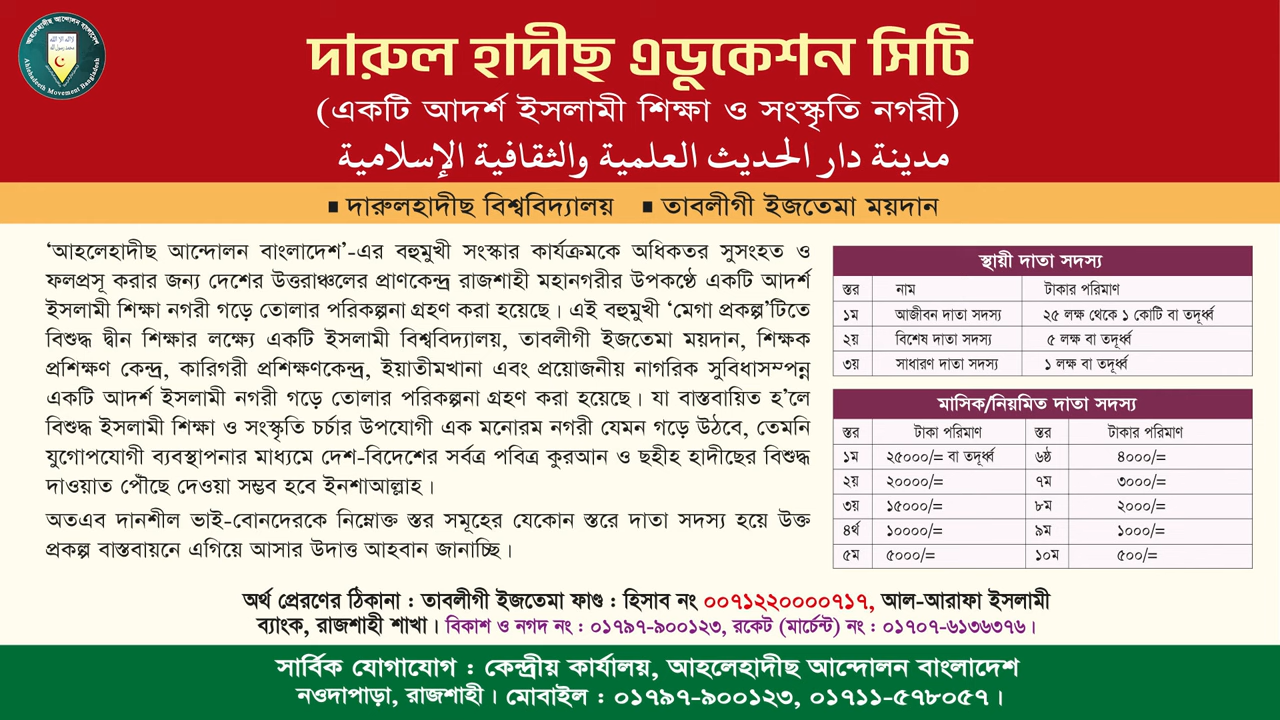 আহলেহাদীছ আন্দোলন বাংলাদেশ
Ahlehadeeth Movement Bangladesh
দারুল হাদীছ এডুকেশন সিটি
(একটি আদর্শ ইসলামী শিক্ষা ও সংস্কৃতি নগরী)
مدينة دار الحديث العلمية والثقافية الإسلامية
▪ দারুলহাদীছ বিশ্ববিদ্যালয় ▪ তাবলীগী ইজতেমা ময়দান
‘আহলেহাদীছ আন্দোলন বাংলাদেশ’-এর বহুমুখী সংস্কার কার্যক্রমকে অধিকতর সুসংহত ও
ফলপ্রসূ করার জন্য দেশের উত্তরাঞ্চলের প্রাণকেন্দ্র রাজশাহী মহানগরীর উপকণ্ঠে একটি আদর্শ
ইসলামী শিক্ষা নগরী গড়ে তোলার পরিকল্পনা গ্রহণ করা হয়েছে। এই বহুমুখী ‘মেগা প্রকল্প’টিতে
বিশুদ্ধ দ্বীন শিক্ষার লক্ষ্যে একটি ইসলামী বিশ্ববিদ্যালয়, তাবলীগী ইজতেমা ময়দান, শিক্ষক
প্রশিক্ষণ কেন্দ্র, কারিগরী প্রশিক্ষণকেন্দ্র, ইয়াতীমখানা এবং প্রয়োজনীয় নাগরিক সুবিধাসম্পন্ন
একটি আদর্শ ইসলামী নগরী গড়ে তোলার পরিকল্পনা গ্রহণ করা হয়েছে। যা বাস্তবায়িত হ’লে
বিশুদ্ধ ইসলামী শিক্ষা ও সংস্কৃতি চর্চার উপযোগী এক মনোরম নগরী যেমন গড়ে উঠবে, তেমনি
যুগোপযোগী ব্যবস্থাপনার মাধ্যমে দেশ-বিদেশের সর্বত্র পবিত্র কুরআন ও ছহীহ হাদীছের বিশুদ্ধ
দাওয়াত পৌঁছে দেওয়া সম্ভব হবে ইনশাআল্লাহ।
অতএব দানশীল ভাই-বোনদেরকে নিম্নোক্ত স্তর সমূহের যেকোন স্তরে দাতা সদস্য হয়ে উক্ত
প্রকল্প বাস্তবায়নে এগিয়ে আসার উদাত্ত আহবান জানাচ্ছি।
স্থায়ী দাতা সদস্য
স্তর নাম টাকার পরিমাণ
১ম আজীবন দাতা সদস্য ২৫ লক্ষ থেকে ১ কোটি বা তদূর্ধ্ব
২য় বিশেষ দাতা সদস্য ৫ লক্ষ বা তদূর্ধ্ব
৩য় সাধারণ দাতা সদস্য ১ লক্ষ বা তদূর্ধ্ব
মাসিক/নিয়মিত দাতা সদস্য
স্তর টাকা পরিমাণ স্তর টাকার পরিমাণ
১ম ২৫০০০/= বা তদূর্ধ্ব ৬ষ্ঠ ৪০০০/=
২য় ২০০০০/= ৭ম ৩০০০/=
৩য় ১৫০০০/= ৮ম ২০০০/=
৪র্থ ১০০০০/= ৯ম ১০০০/=
৫ম ৫০০০/= ১০ম ৫০০/=
অর্থ প্রেরণের ঠিকানা : তাবলীগী ইজতেমা ফাণ্ড : হিসাব নং ০০৭১২২০০০০৭১৭, আল-আরাফা ইসলামী
ব্যাংক, রাজশাহী শাখা। বিকাশ ও নগদ নং : ০১৭৯৭-৯০০১২৩, রকেট (মার্চেন্ট) নং : ০১৭০৭-৬১৩৬৩৭৬।
সার্বিক যোগাযোগ : কেন্দ্রীয় কার্যালয়, আহলেহাদীছ আন্দোলন বাংলাদেশ
নওদাপাড়া, রাজশাহী। মোবাইল : ০১৭৯৭-৯০০১২৩, ০১৭১১-৫৭৮০৫৭।